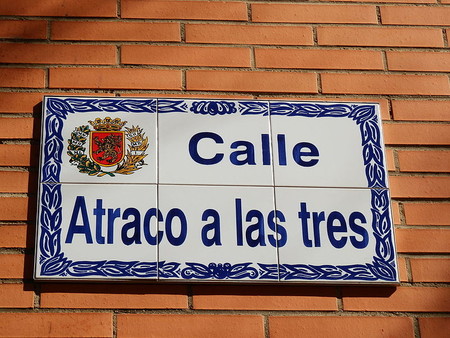 Calle
Atraco a las tres